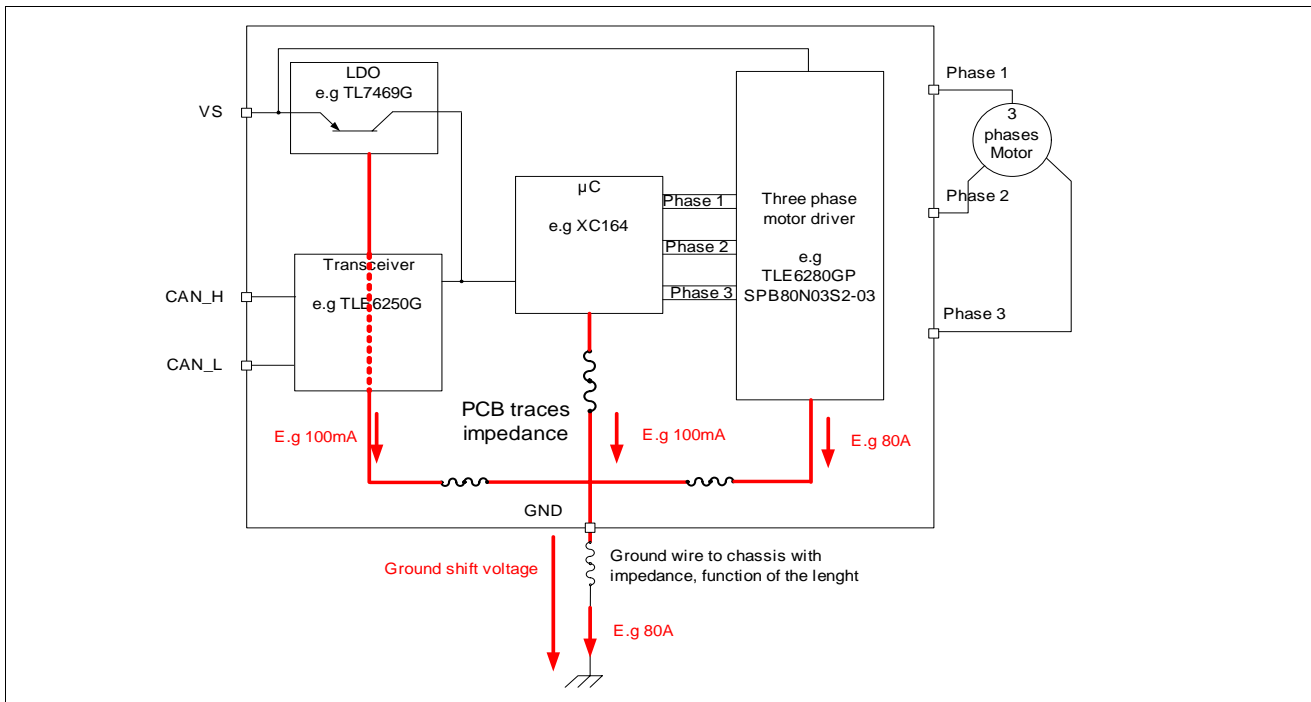 LDO
e.g TL7469G
VS
Transceiver
e.g TLE6250G
CAN_H
CAN_L
µC
e.g XC164
Phase 1
Phase 2
Phase 3
Three phase
motor driver
e.g
TLE6280GP
SPB80N03S2-03
Phase 1
3
phases
Motor
Phase 2
Phase 3
PCB traces
impedance
E.g 100mA
E.g 100mA
E.g 80A
GND
Ground shift voltage
Ground wire to chassis with
impedance, function of the lenght
E.g 80A